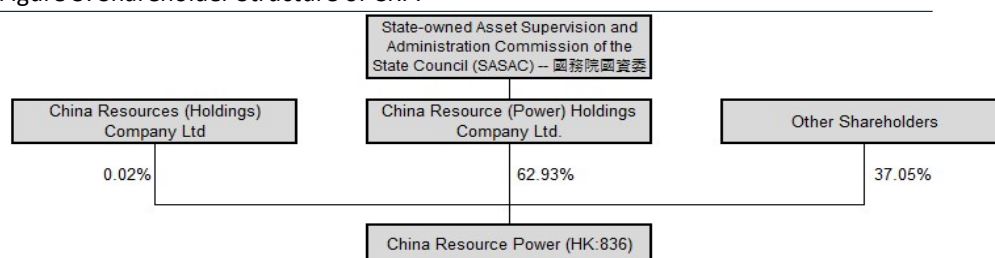 State-owned Asset Supervision and
Administration Commission of the
State Council (SASAC) -- 國務院國資委
China Resources (Holdings)
Company Ltd
China Resource (Power) Holdings
Company Ltd.
Other Shareholders
0.02%
62.93%
37.05%
China Resource Power (HK:836)